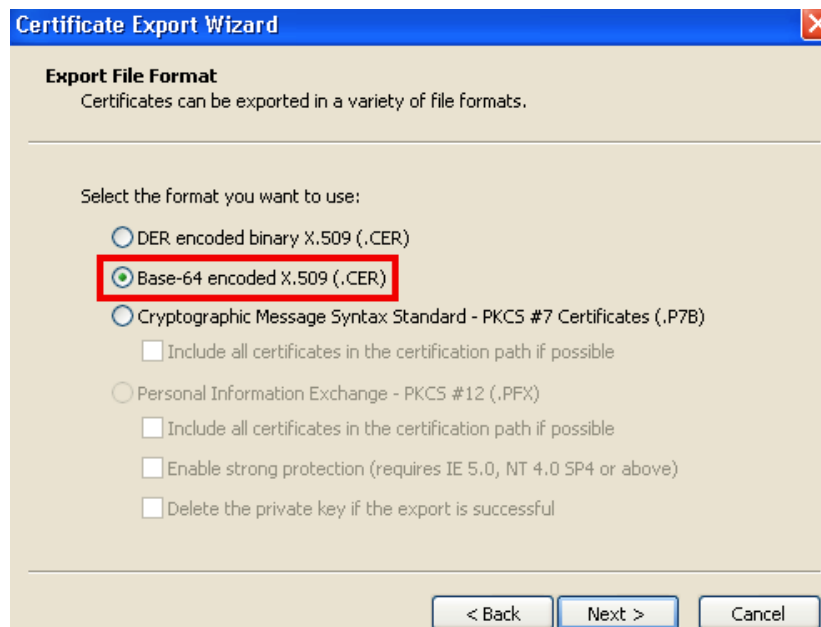 Certificate Export Wizard
Export File Format
Certificates can be exported in a variety of file formats.
Select the format you want to use:
DER encoded binary X.509 (.CER)
Base-64 encoded X.509 (.CER)
Cryptographic Message Syntax Standard - PKCS #7 Certificates (.P7B)
Include all certificates in the certification path if possible
Personal Information Exchange - PKCS #12 (.PFX)
Include all certificates in the certification path if possible
Enable strong protection (requires IE 5.0, NT 4.0 SP4 or above)
Delete the private key if the export is successful
< Back Next > Cancel